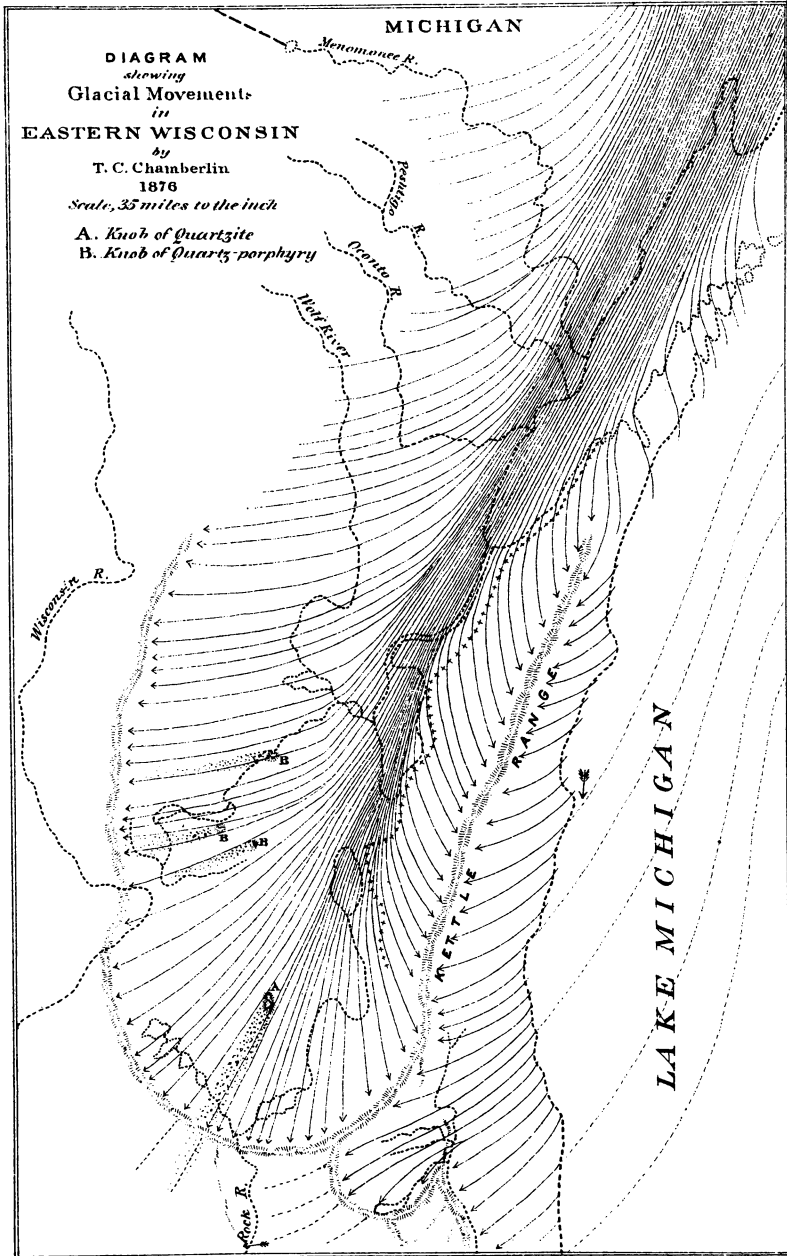 DIAGRAM
showing
Glacial Movements
in
EASTERN WISCONSIN
by
T. C. Chamberlin
1876
Scale, 35 miles to the inch
A. Knob of Quartzite
B. Knob of Quartz-porphyry
MICHIGAN
Menomonee R.
Peshtigo R.
Oconto R.
Wolf River
Wisconsin R.
KETTLE RANGE
LAKE MICHIGAN
B
B
B
A
Rock R.